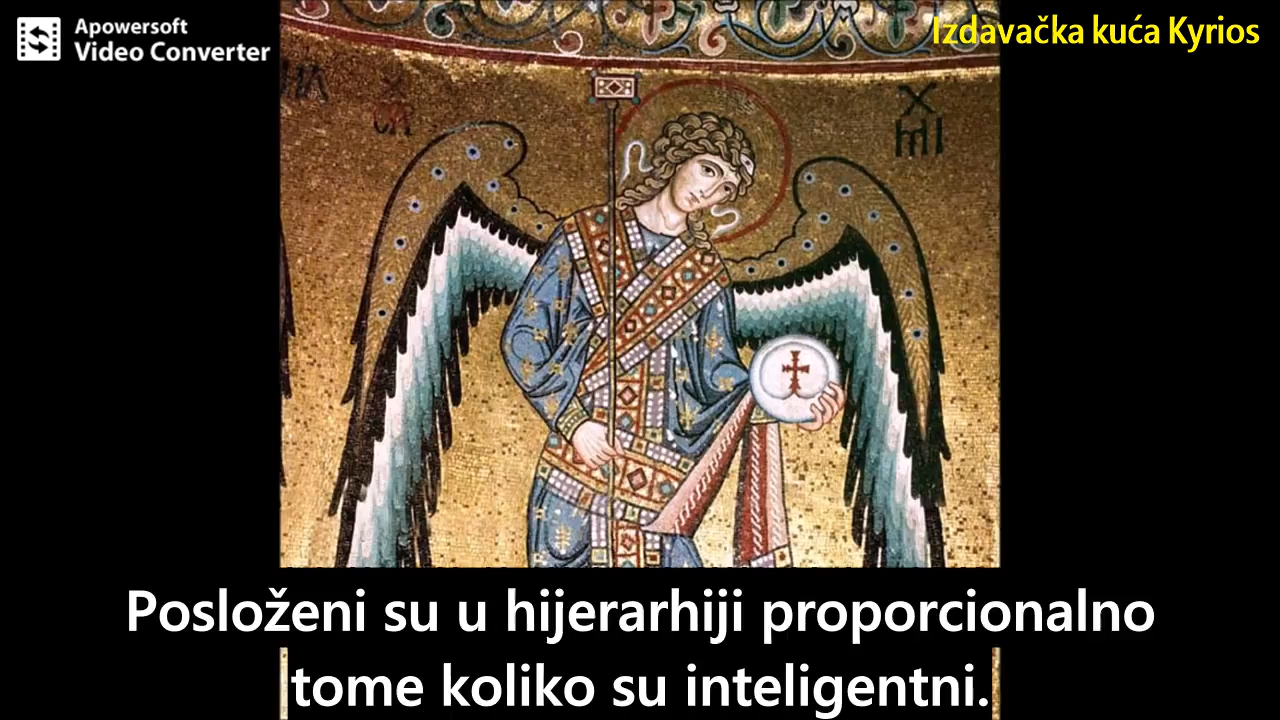 Apowersoft
Video Converter
Izdavačka kuća Kyrios
Posloženi su u hijerarhiji proporcionalno
tome koliko su inteligentni.